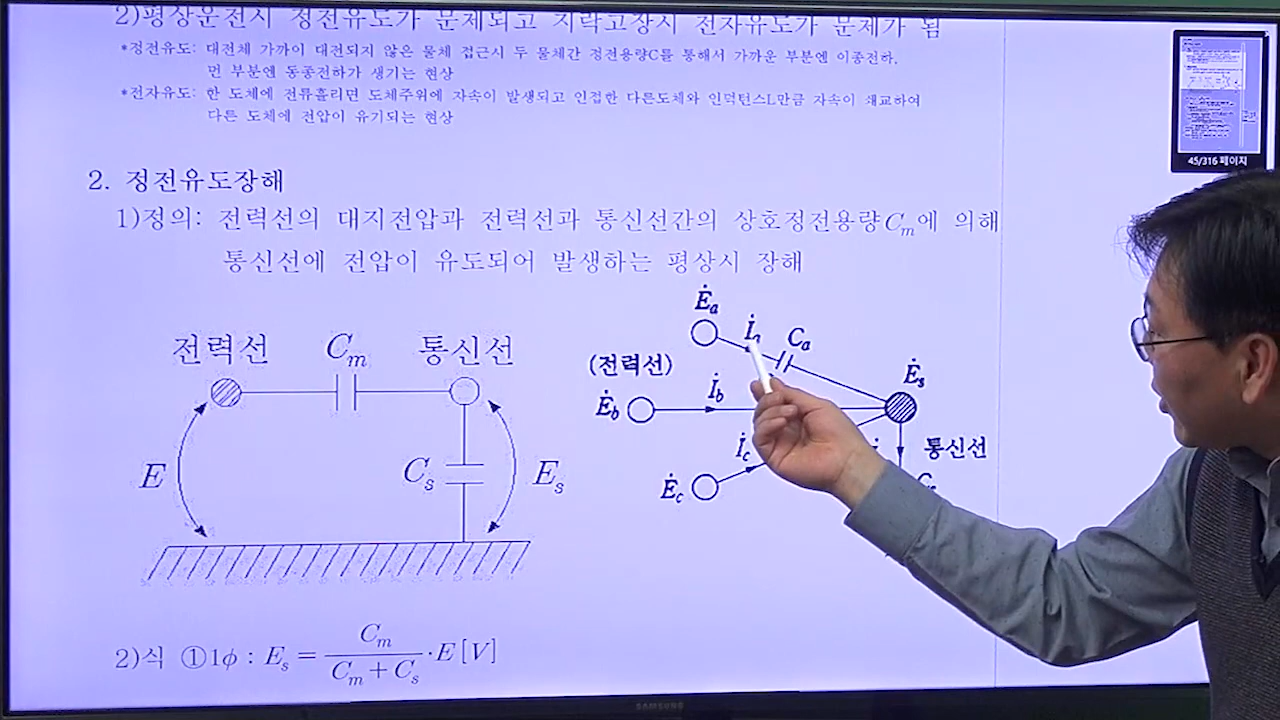 2)평상운전시 정전유도가 문제되고 지락고장시 전자유도가 문제가 됨
*정전유도: 대전체 가까이 대전되지 않은 물체 접근시 두 물체간 정전용량C를 통해서 가까운 부분엔 이종전하.
먼 부분엔 동종전하가 생기는 현상
*전자유도: 한 도체에 전류흘리면 도체주위에 자속이 발생되고 인접한 다른도체와 인덕턴스L만큼 자속이 쇄교하여
다른 도체에 전압이 유기되는 현상
45/316 페이지
2. 정전유도장해
1)정의: 전력선의 대지전압과 전력선과 통신선간의 상호정전용량Cm에 의해
통신선에 전압이 유도되어 발생하는 평상시 장해
전력선 Cm 통신선
E Cs Es
Ėa
İ Ca
(전력선)
Ės
Ėb İb
İc 통신선
Ėc Cs
2)식 ①1ϕ : Es = Cm / (Cm + Cs) · E [V]
SAMSUNG